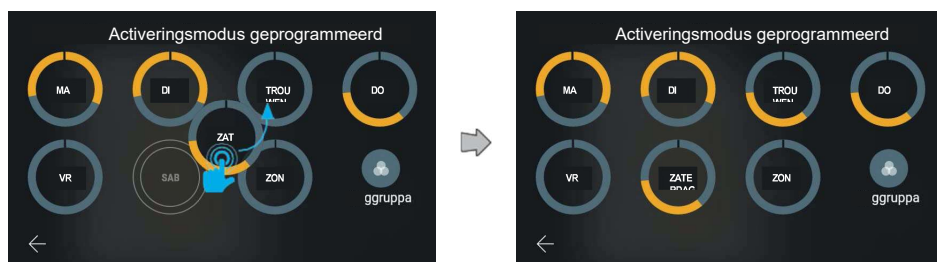 Activeringsmodus geprogrammeerd
MA DI TROU WEN DO
ZAT
VR SAB ZON
ggruppa
Activeringsmodus geprogrammeerd
MA DI TROU WEN DO
VR ZATE RDAG ZON
ggruppa